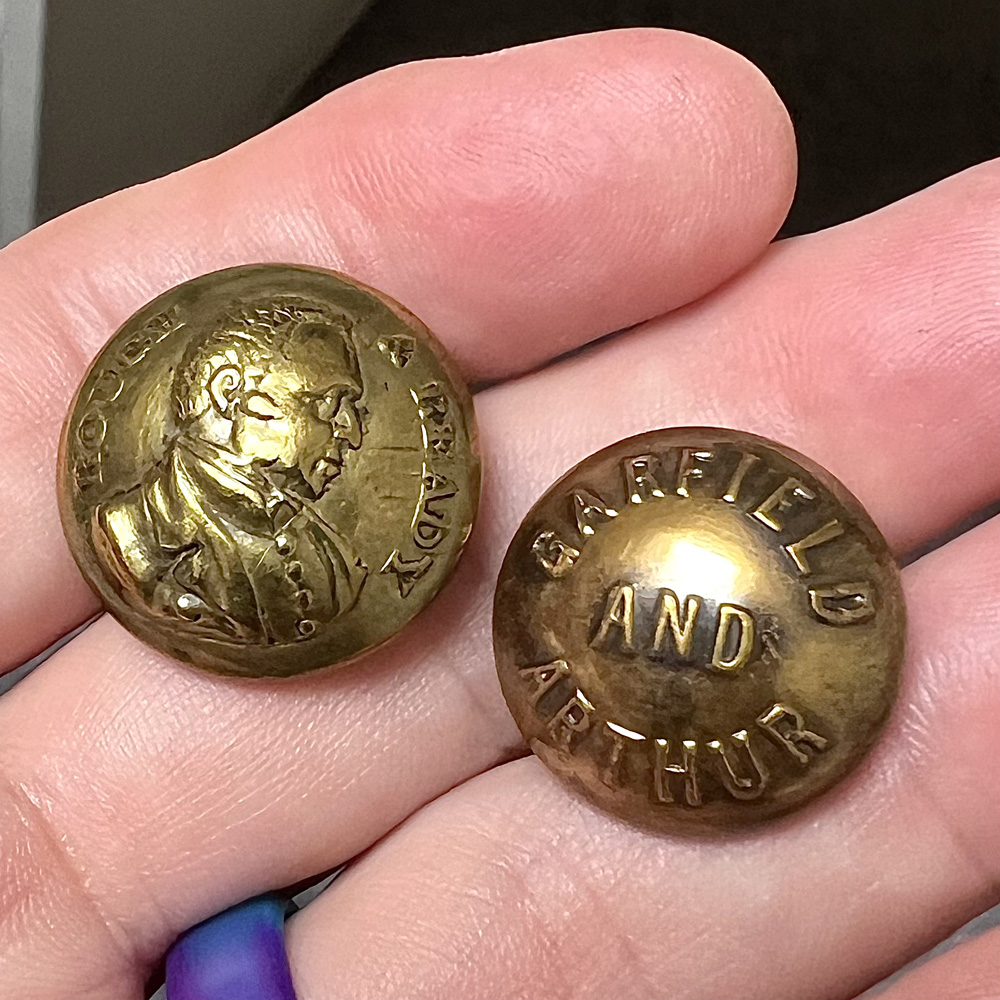 ROUGH & READY
GARFIELD
AND
ARTHUR